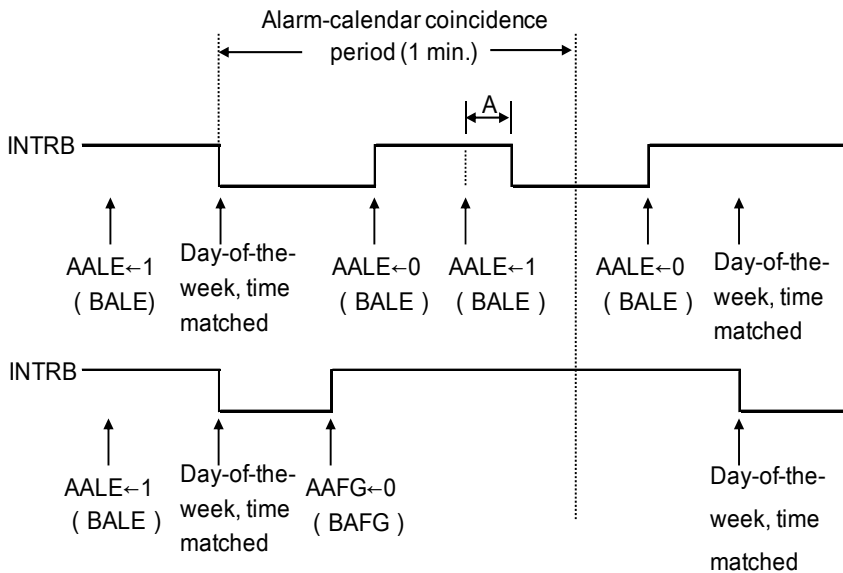 Alarm-calendar coincidence
period (1 min.)
A
INTRB
AALE←1
( BALE)
Day-of-the-
week, time
matched
AALE←0
( BALE )
AALE←1
( BALE )
AALE←0
( BALE )
Day-of-the-
week, time
matched
INTRB
AALE←1
( BALE )
Day-of-the-
week, time
matched
AAFG←0
( BAFG )
Day-of-the-
week, time
matched